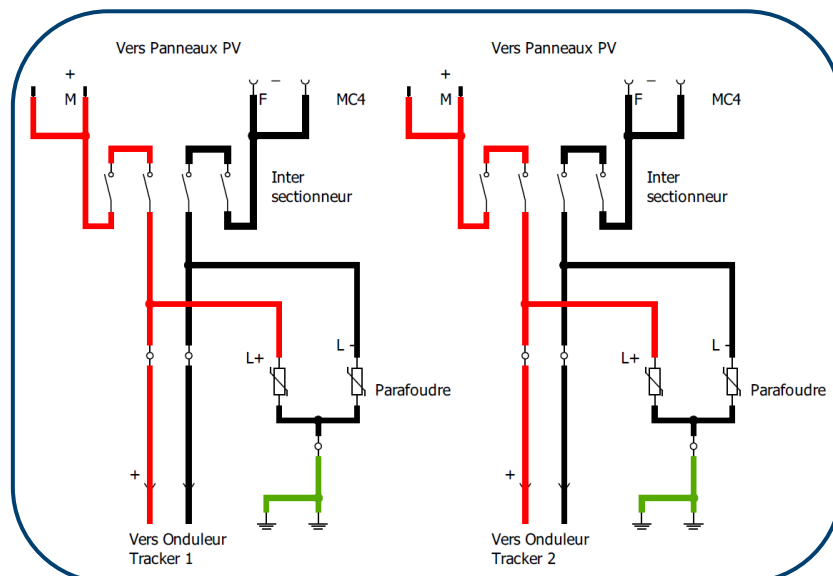 Vers Panneaux PV
Vers Panneaux PV
+
_
+
_
M
F
MC4
M
F
MC4
Inter
sectionneur
Inter
sectionneur
L+
L -
Parafoudre
L+
L -
Parafoudre
+
+
Vers Onduleur
Tracker 1
Vers Onduleur
Tracker 2